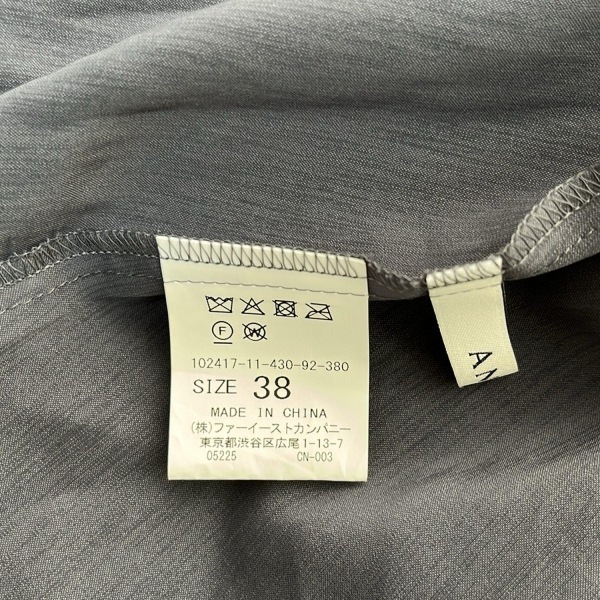 F
W
102417-11-430-92-380
SIZE 38
MADE IN CHINA
(株)ファーイーストカンパニー
東京都渋谷区広尾1-13-7
05225 CN-003
AN